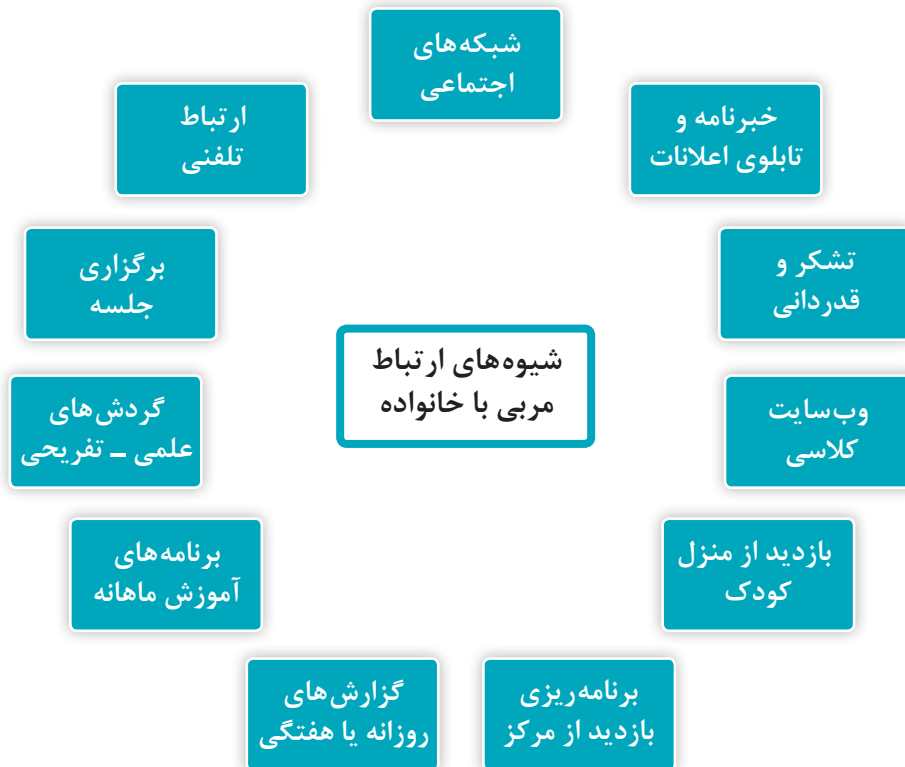 شبکه‌های
اجتماعی
خبرنامه و
تابلوی اعلانات
تشکر و
قدردانی
وب‌سایت
کلاسی
بازدید از منزل
کودک
برنامه‌ریزی
بازدید از مرکز
گزارش‌های
روزانه یا هفتگی
برنامه‌های
آموزش ماهانه
گردش‌های
علمی ـ تفریحی
برگزاری
جلسه
ارتباط
تلفنی
شیوه‌های ارتباط
مربی با خانواده